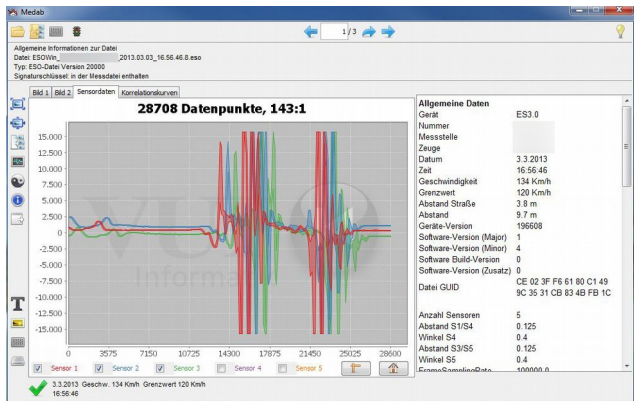 Medab
1/3
Allgemeine Informationen zur Datei
Datei: ESOWin_ 2013.03.03_16.56.46.8.eso
Typ: ESO-Datei Version 20000
Signaturschlüssel: in der Messdatei enthalten
Bild 1 Bild 2 Sensordaten Korrelationskurven
28708 Datenpunkte, 143:1
15.000
12.500
10.000
7.500
5.000
2.500
0
-2.500
-5.000
-7.500
-10.000
-12.500
-15.000
0 3575 7150 10725 14300 17875 21450 25025 28600
Informa
Sensor 1 Sensor 2 Sensor 3 Sensor 4 Sensor 5
Allgemeine Daten
Gerät ES3.0
Nummer
Messstelle
Zeuge
Datum 3.3.2013
Zeit 16:56:46
Geschwindigkeit 134 Km/h
Grenzwert 120 Km/h
Abstand Straße 3.8 m
Abstand 9.7 m
Geräte-Version 196608
Software-Version (Major) 1
Software-Version (Minor) 4
Software Build-Version 0
Software-Version (Zusatz) 0
Datei GUID CE 02 3F F6 61 80 C1 49
9C 35 31 CB 83 4B FB 1C
Anzahl Sensoren 5
Abstand S1/S4 0.125
Winkel S4 0.4
Abstand S3/S5 0.125
Winkel S5 0.4
FrameSamplingRate 100000.0
3.3.2013 Geschw. 134 Km/h Grenzwert 120 Km/h
16:56:46
T